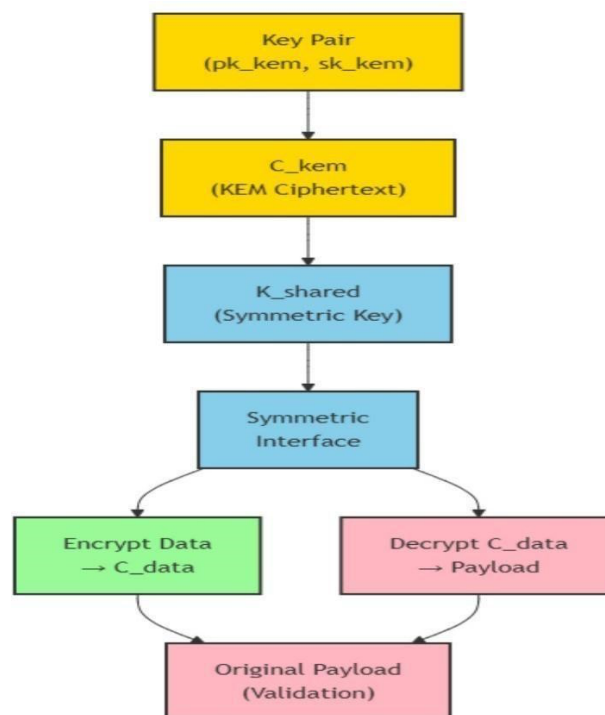 Key Pair
(pk_kem, sk_kem)
C_kem
(KEM Ciphertext)
K_shared
(Symmetric Key)
Symmetric
Interface
Encrypt Data
→ C_data
Decrypt C_data
→ Payload
Original Payload
(Validation)